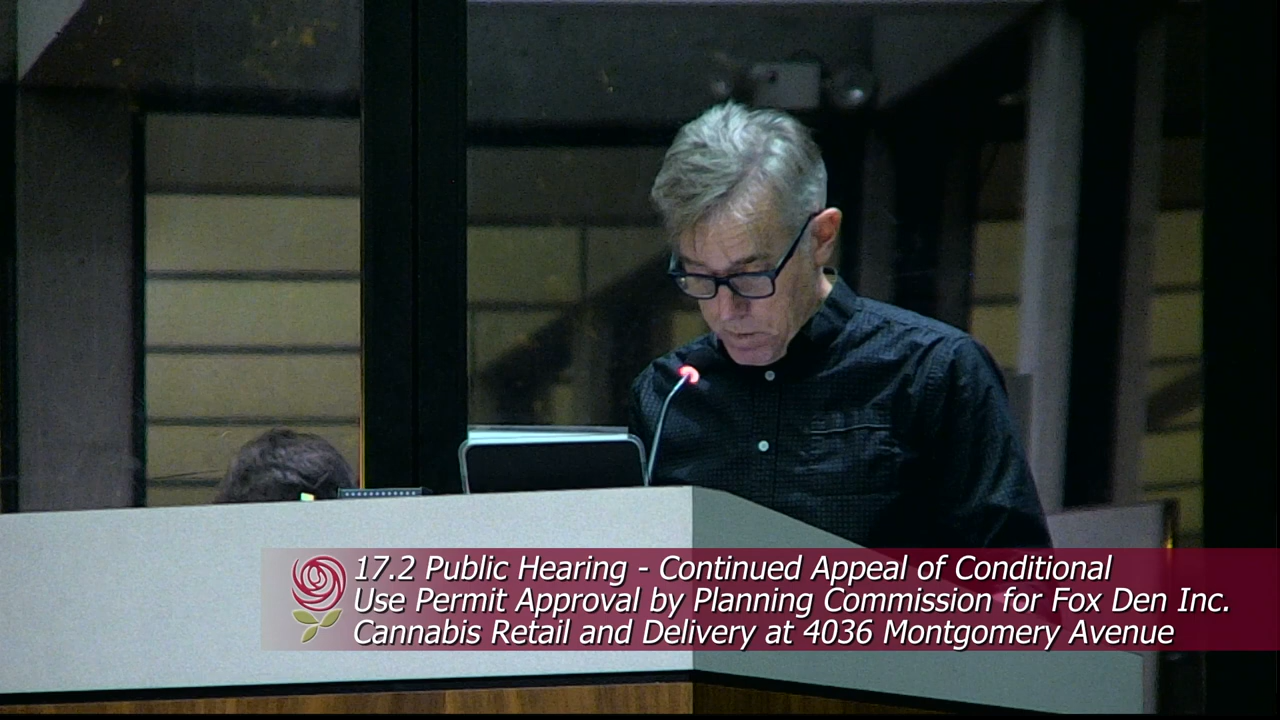 17.2 Public Hearing - Continued Appeal of Conditional
Use Permit Approval by Planning Commission for Fox Den Inc.
Cannabis Retail and Delivery at 4036 Montgomery Avenue